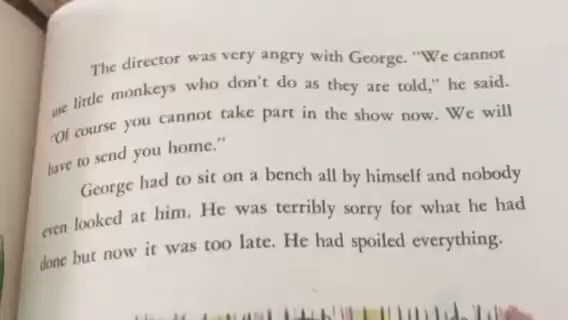 The director was very angry with George. "We cannot
use little monkeys who don't do as they are told," he said.
"Of course you cannot take part in the show now. We will
have to send you home."
George had to sit on a bench all by himself and nobody
even looked at him. He was terribly sorry for what he had
done but now it was too late. He had spoiled everything.